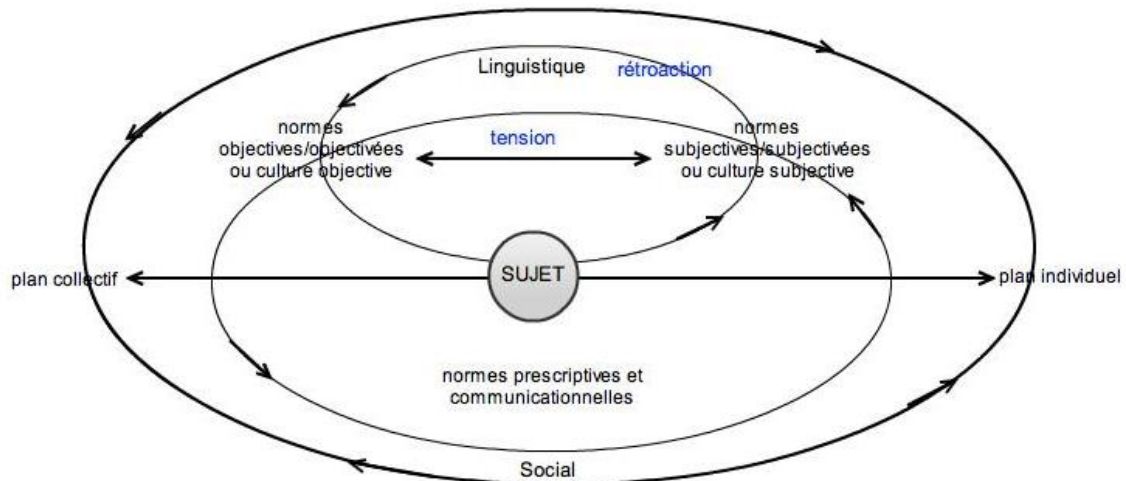 Linguistique
rétroaction
normes
objectives/objectivées
ou culture objective
tension
normes
subjectives/subjectivées
ou culture subjective
plan collectif
SUJET
plan individuel
normes prescriptives et
communicationnelles
Social